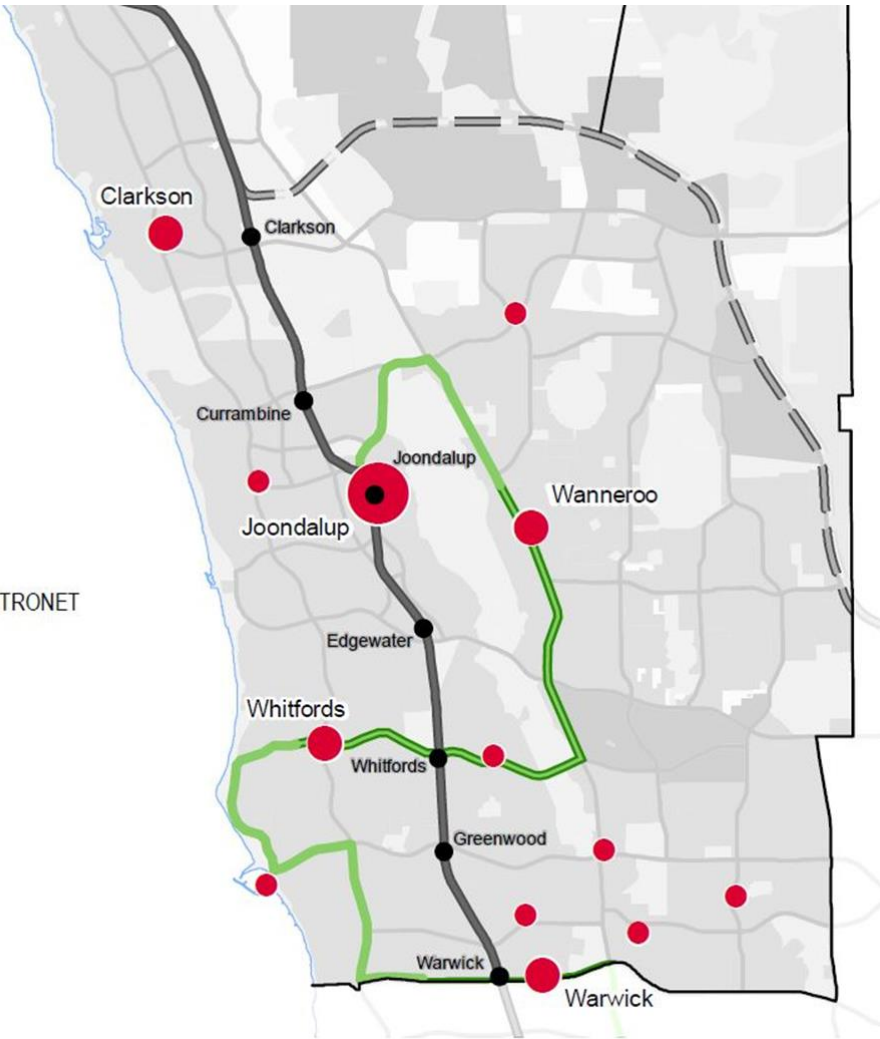 Clarkson
Clarkson
Currambine
Joondalup
Wanneroo
Joondalup
TRONET
Edgewater
Whitfords
Whitfords
Greenwood
Warwick
Warwick